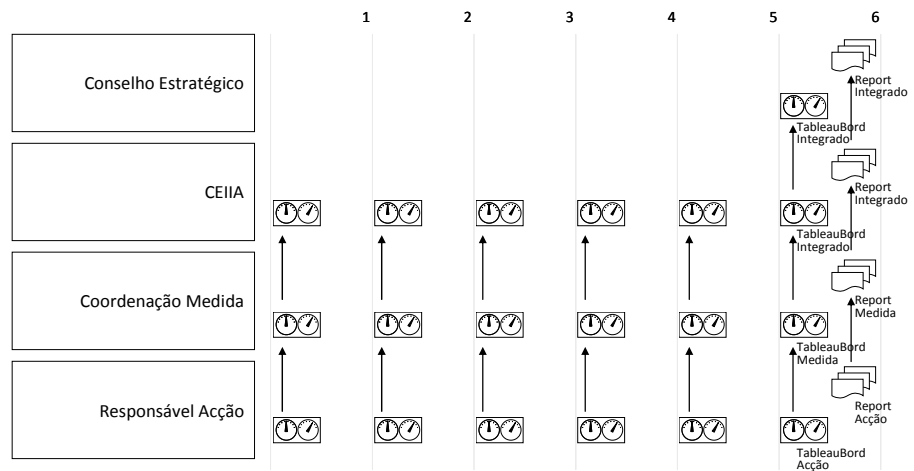 1 2 3 4 5 6
Conselho Estratégico
Report
Integrado
TableauBord
Integrado
CEIIA
Report
Integrado
TableauBord
Integrado
Coordenação Medida
Report
Medida
TableauBord
Medida
Responsável Acção
Report
Acção
TableauBord
Acção